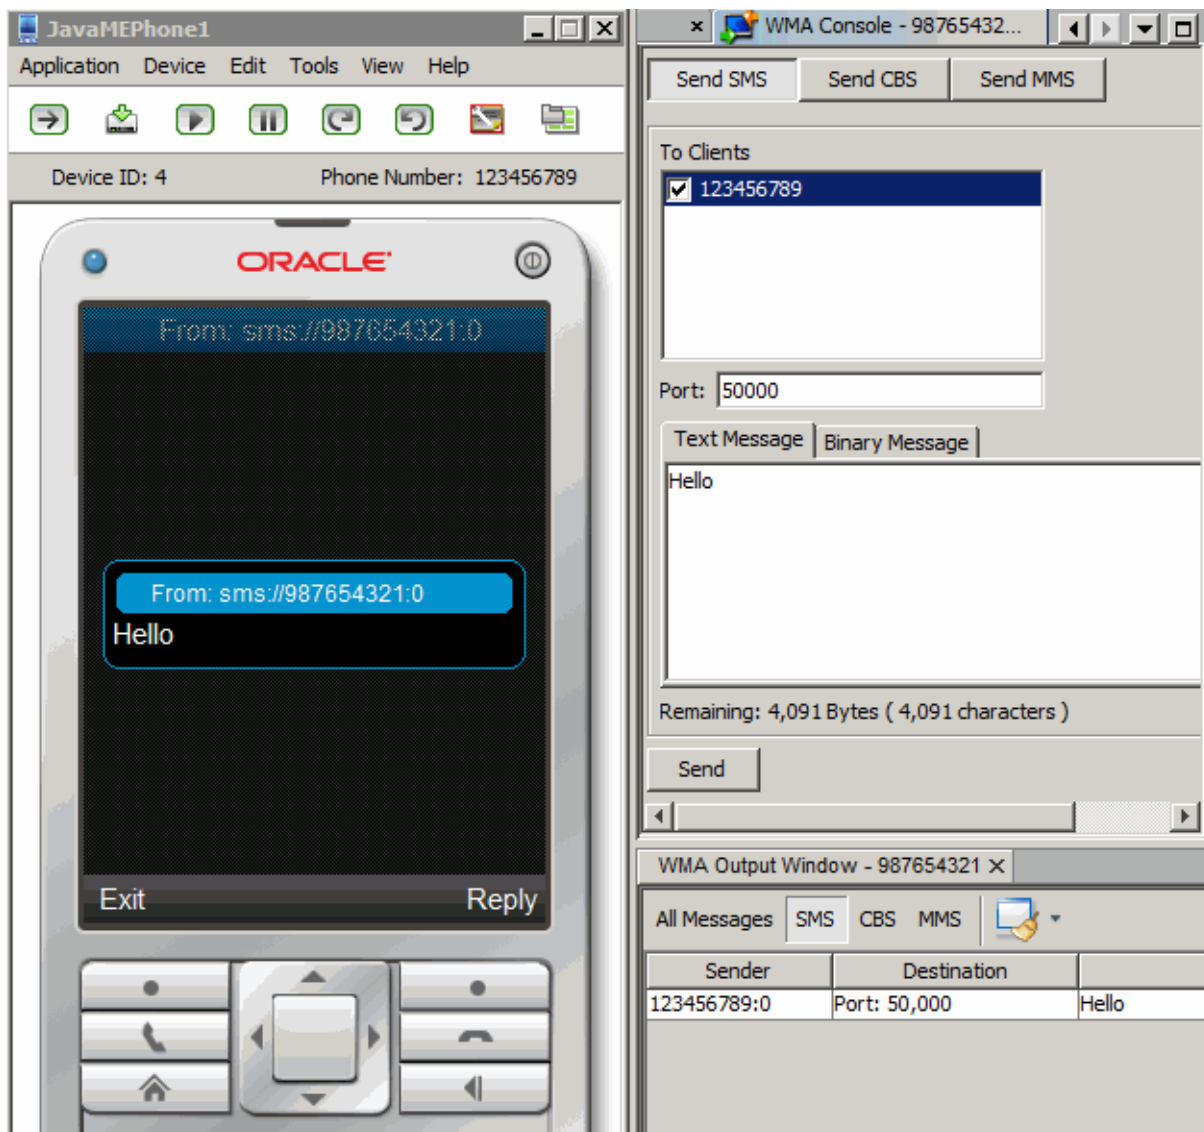 JavaMEPhone1
Application Device Edit Tools View Help
Device ID: 4 Phone Number: 123456789
ORACLE
From: sms://987654321:0
From: sms://987654321:0
Hello
Exit Reply
WMA Console - 98765432...
Send SMS Send CBS Send MMS
To Clients
123456789
Port: 50000
Text Message Binary Message
Hello
Remaining: 4,091 Bytes ( 4,091 characters )
Send
WMA Output Window - 987654321
All Messages SMS CBS MMS
Sender Destination
123456789:0 Port: 50,000 Hello